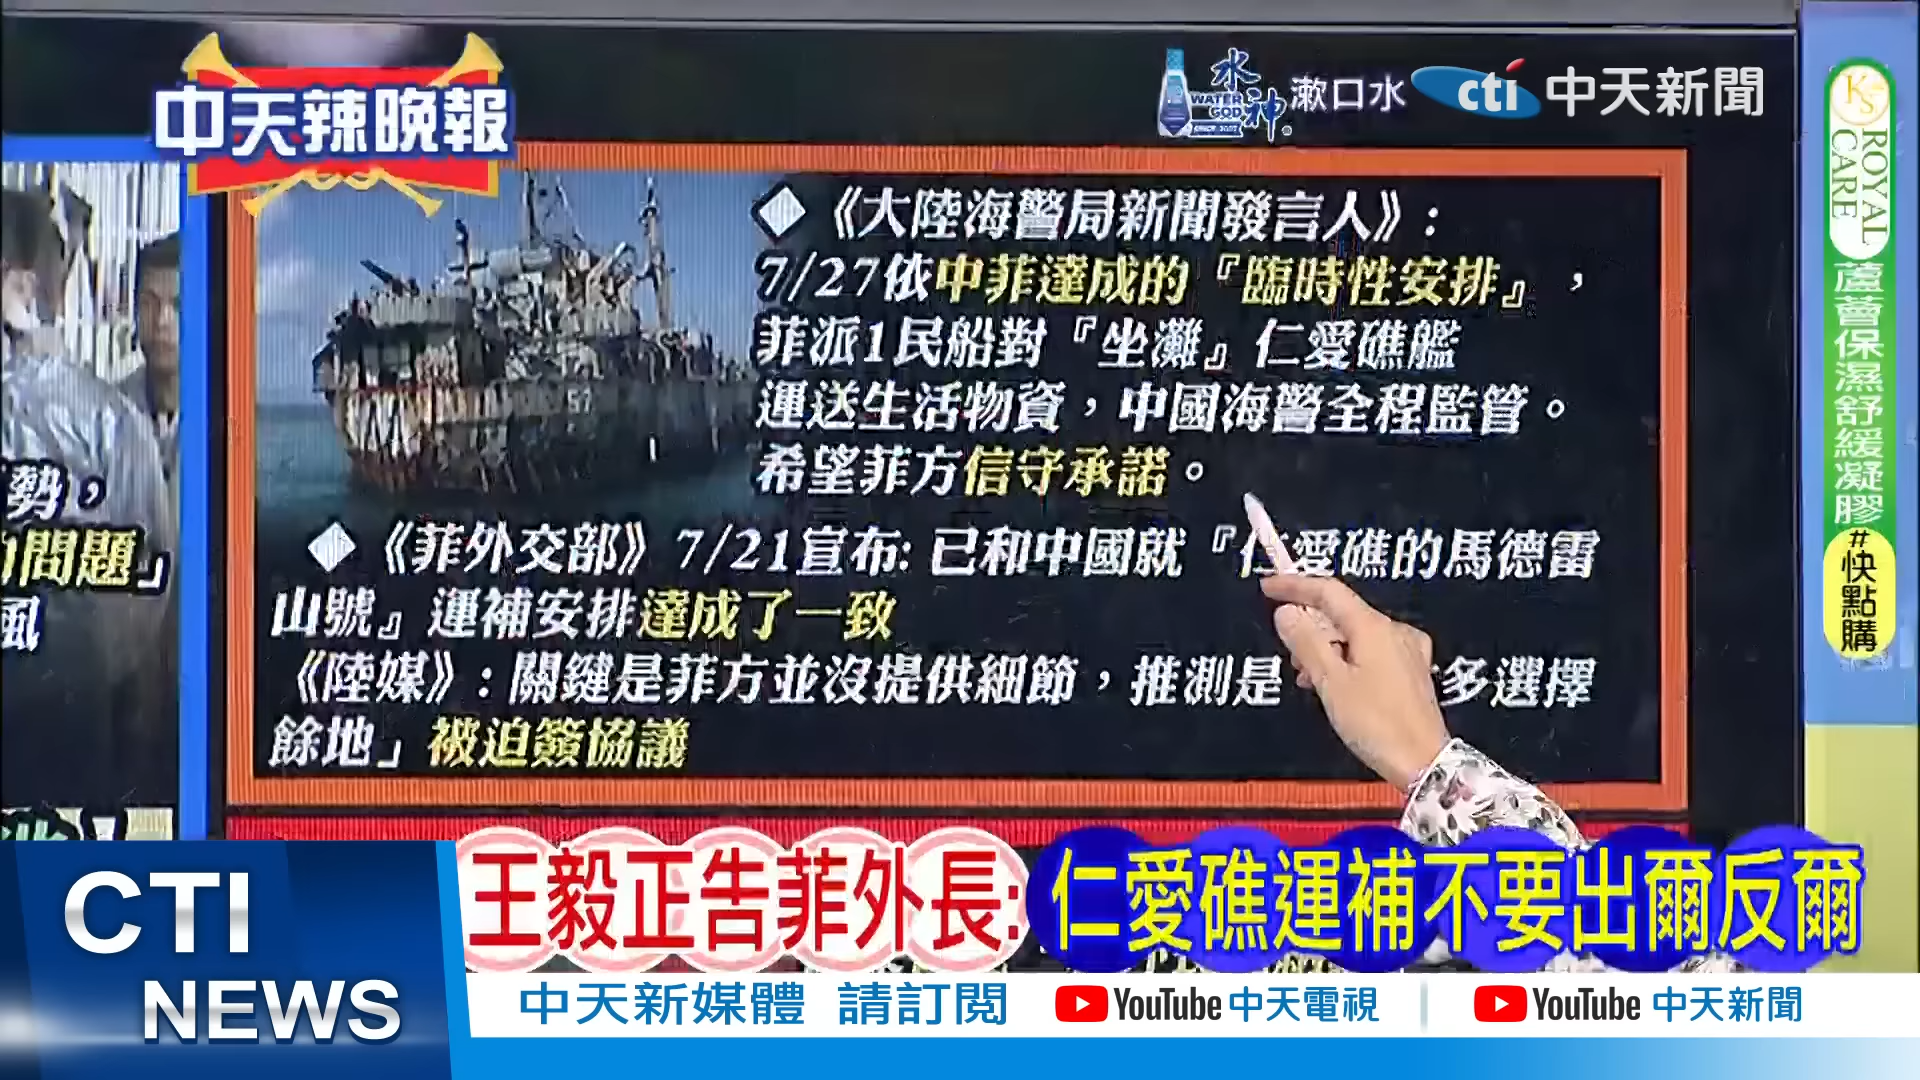 中天辣晚報
水神
WATER GOD
漱口水
cti 中天新聞
KS
ROYAL CARE
蘆薈保濕舒緩凝膠
#快點購
◆《大陸海警局新聞發言人》:
7/27依中菲達成的『臨時性安排』,
菲派1民船對『坐灘』仁愛礁艦
運送生活物資,中國海警全程監管。
希望菲方信守承諾。
57
◆《菲外交部》7/21宣布:已和中國就『仁愛礁的馬德雷
山號』運補安排達成了一致
《陸媒》:關鍵是菲方並沒提供細節,推測是
多選擇
餘地」被迫簽協議
勢,
問題」
風
王毅正告菲外長:仁愛礁運補不要出爾反爾
CTI
NEWS
中天新媒體 請訂閱 YouTube 中天電視 | YouTube 中天新聞